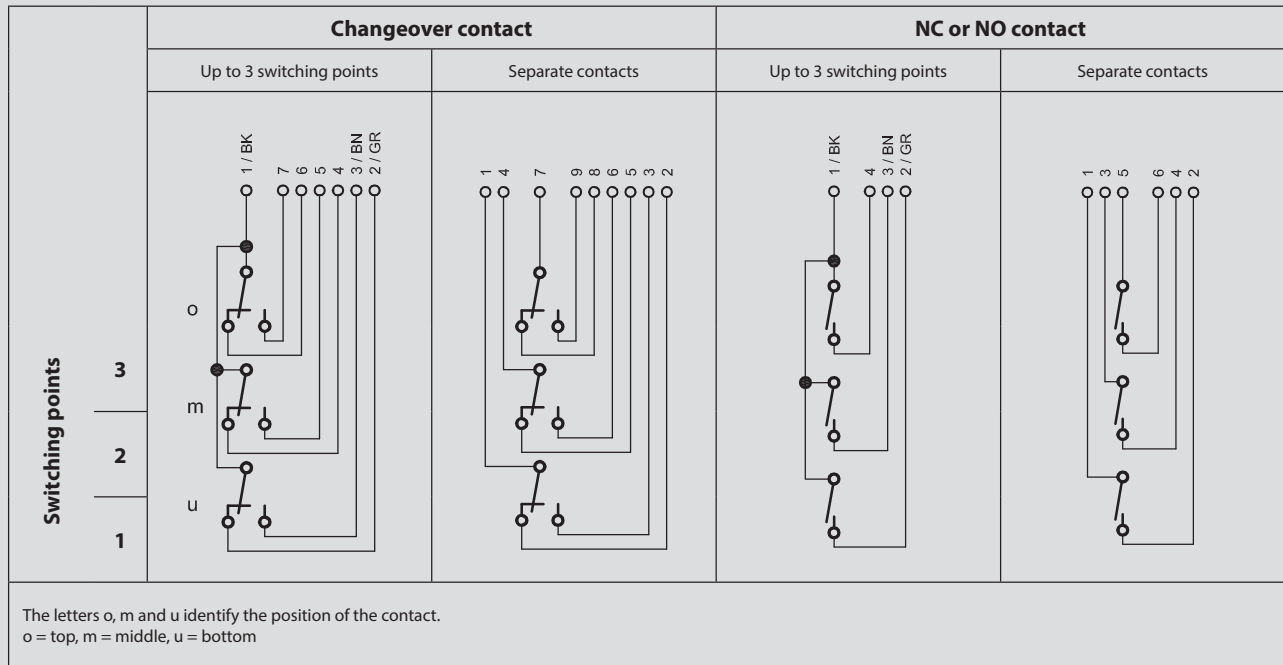 Changeover contact
NC or NO contact
Up to 3 switching points
Separate contacts
Up to 3 switching points
Separate contacts
1 / BK
7
6
5
4
3 / BN
2 / GR
1
4
7
9
8
6
5
3
2
1 / BK
4
3 / BN
2 / GR
1
3
5
6
4
2
Switching points
3
2
1
o
m
u
The letters o, m and u identify the position of the contact.
o = top, m = middle, u = bottom